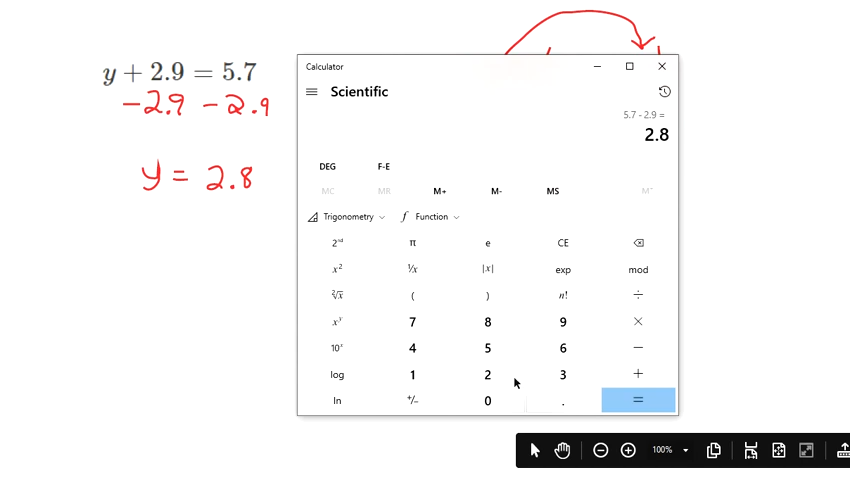 y + 2.9 = 5.7
-2.9 -2.9
y = 2.8
Calculator
Scientific
5.7 - 2.9 =
2.8
DEG F-E
MC MR M+ M- MS M˅
Trigonometry Function
2ⁿᵈ π e CE
x² ¹/x |x| exp mod
²√x ( ) n! ÷
xʸ 7 8 9 ×
10ˣ 4 5 6 −
log 1 2 3 +
ln +/− 0 . =
100%